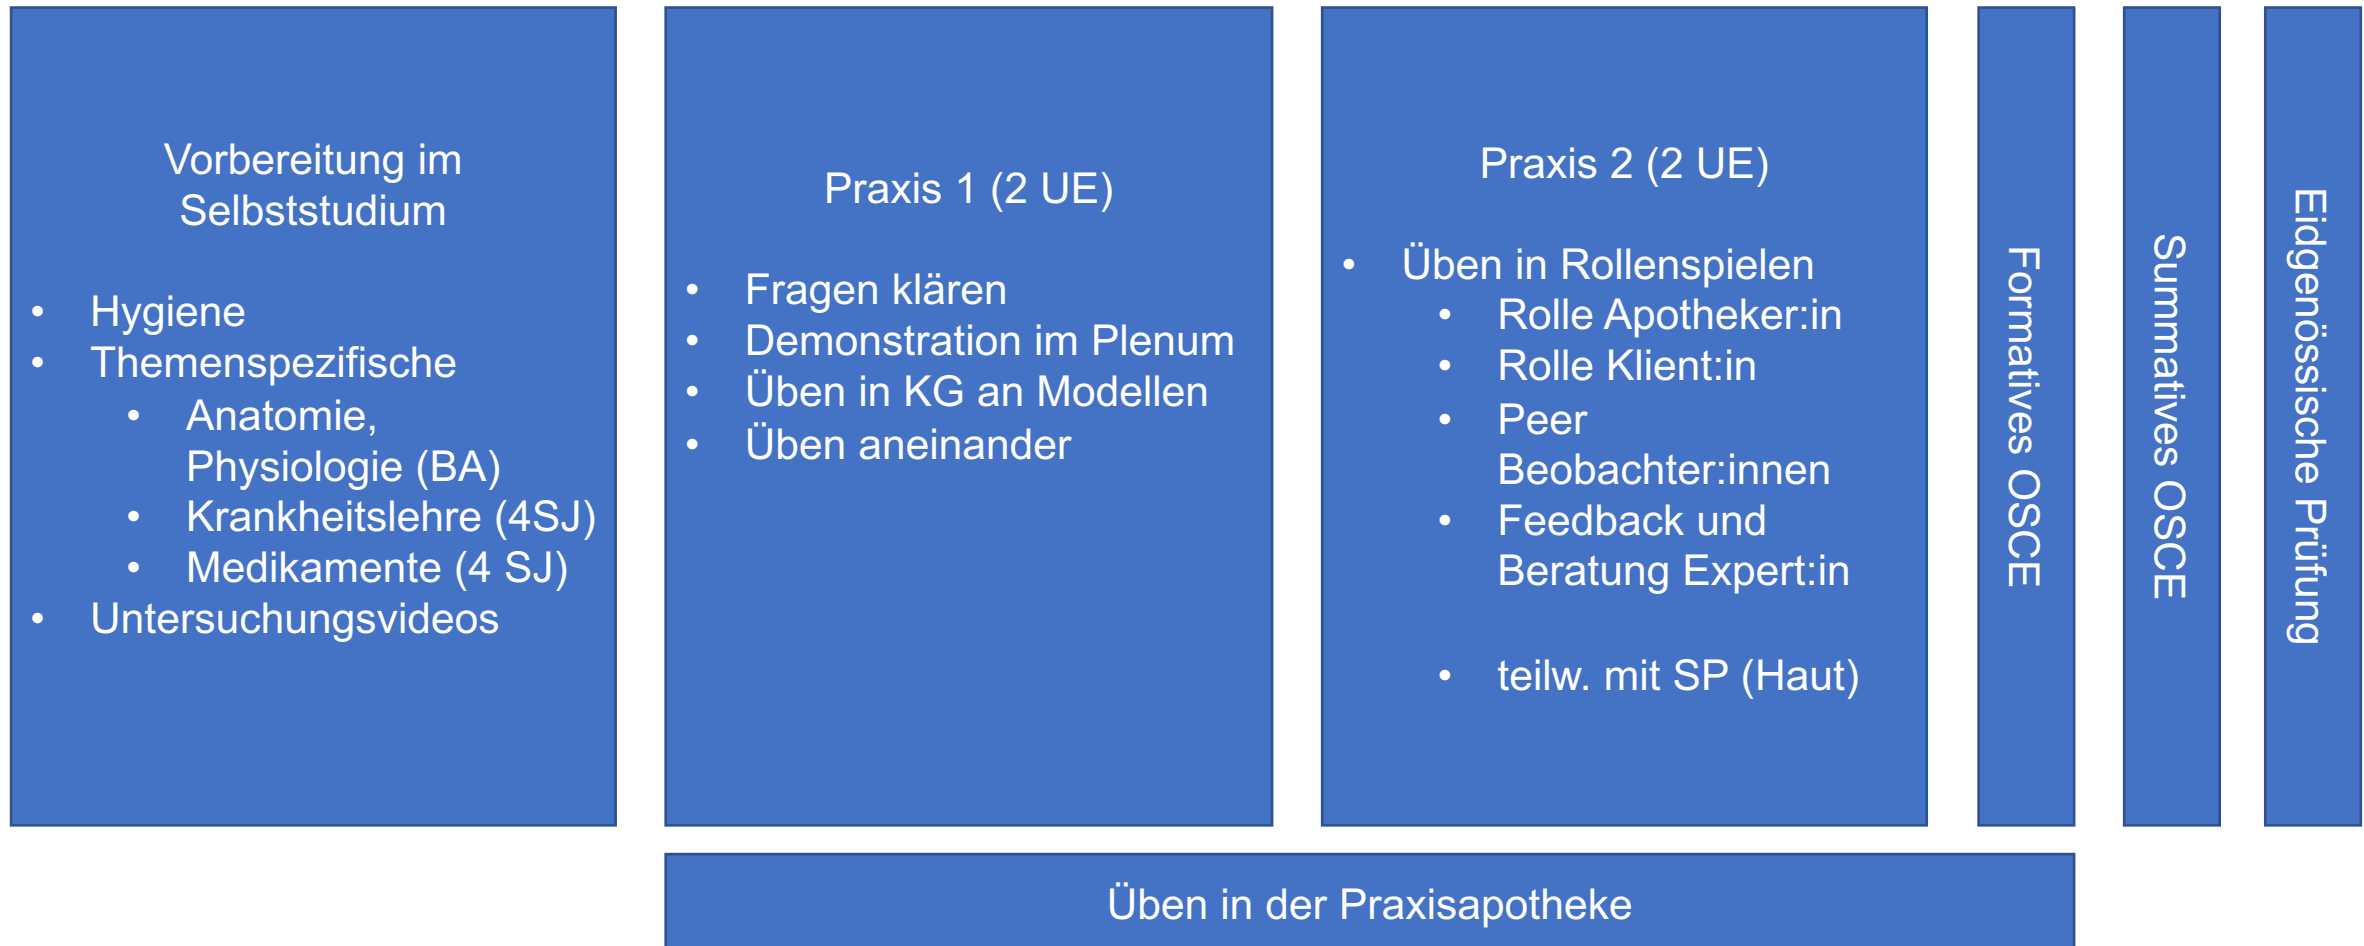 Vorbereitung im
Selbststudium
• Hygiene
• Themenspezifische
• Anatomie,
Physiologie (BA)
• Krankheitslehre (4SJ)
• Medikamente (4 SJ)
• Untersuchungsvideos
Praxis 1 (2 UE)
• Fragen klären
• Demonstration im Plenum
• Üben in KG an Modellen
• Üben aneinander
Praxis 2 (2 UE)
• Üben in Rollenspielen
• Rolle Apotheker:in
• Rolle Klient:in
• Peer
Beobachter:innen
• Feedback und
Beratung Expert:in
• teilw. mit SP (Haut)
Formatives OSCE
Summatives OSCE
Eidgenössische Prüfung
Üben in der Praxisapotheke